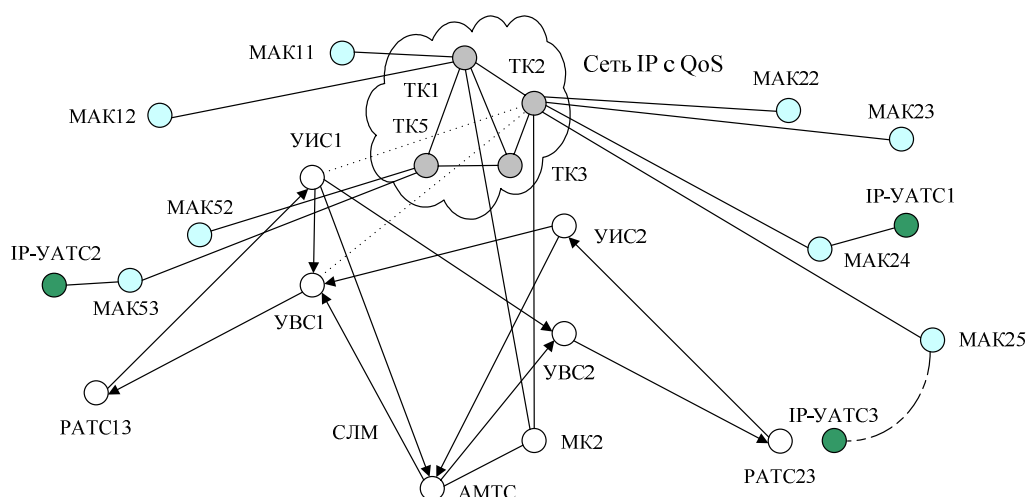 МАК11
ТК2
Сеть IP с QoS
МАК22
МАК23
ТК1
МАК12
ТК5
УИС1
ТК3
МАК52
IP-УАТС1
IP-УАТС2
УИС2
МАК24
МАК53
УВС1
МАК25
УВС2
РАТС13
СЛМ
IP-УАТС3
МК2
РАТС23
АМТС